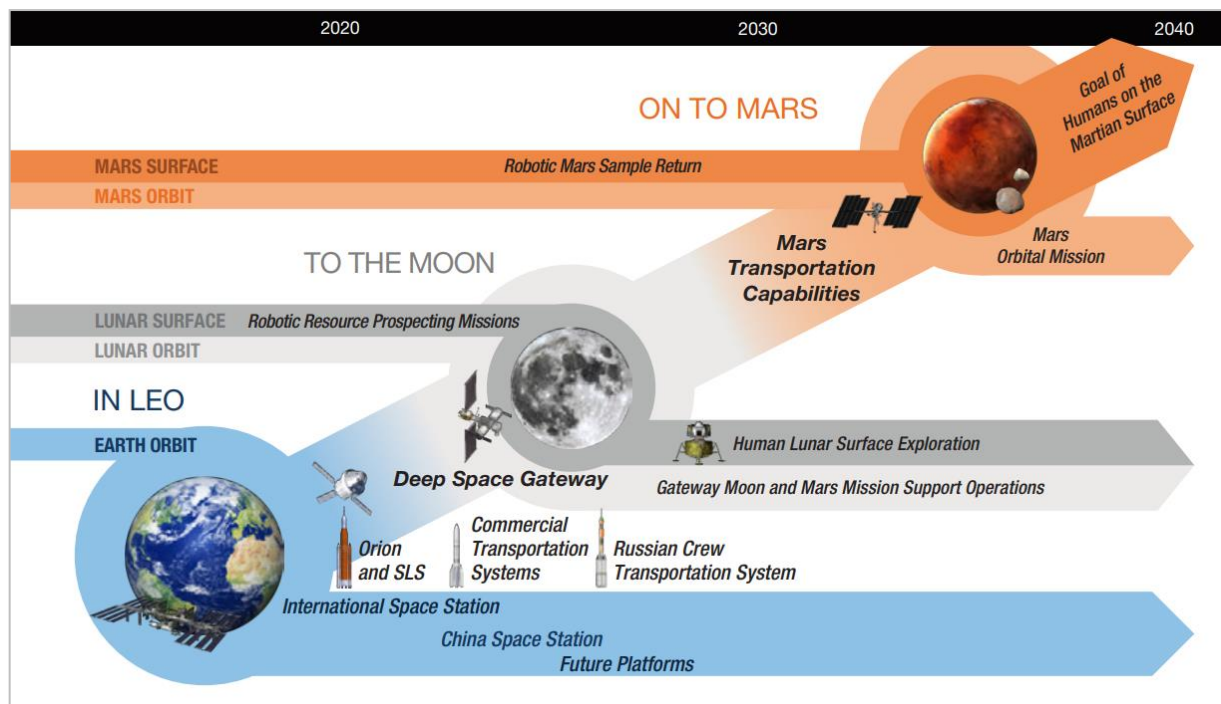 2020
2030
2040
ON TO MARS
Goal of
Humans on the
Martian Surface
MARS SURFACE
Robotic Mars Sample Return
MARS ORBIT
Mars
Orbital Mission
Mars
Transportation
Capabilities
TO THE MOON
LUNAR SURFACE
Robotic Resource Prospecting Missions
LUNAR ORBIT
IN LEO
EARTH ORBIT
Human Lunar Surface Exploration
Deep Space Gateway
Gateway Moon and Mars Mission Support Operations
Orion
and SLS
Commercial
Transportation
Systems
Russian Crew
Transportation System
International Space Station
China Space Station
Future Platforms